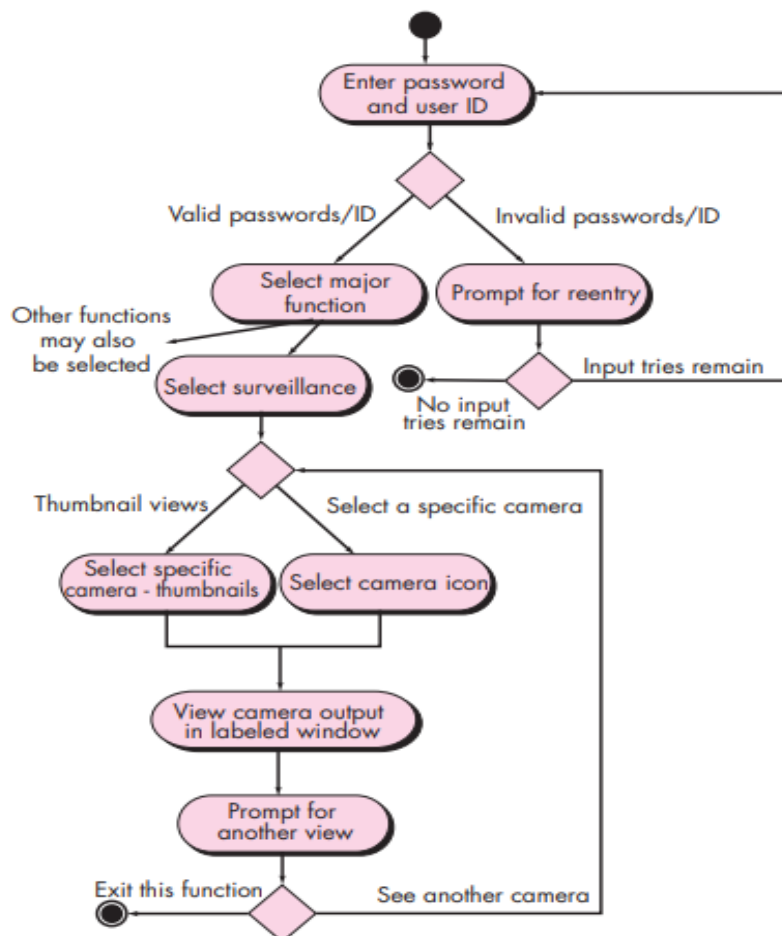 Enter password
and user ID
Valid passwords/ID
Invalid passwords/ID
Select major
function
Prompt for reentry
Other functions
may also
be selected
Input tries remain
Select surveillance
No input
tries remain
Thumbnail views
Select a specific camera
Select specific
camera - thumbnails
Select camera icon
View camera output
in labeled window
Prompt for
another view
Exit this function
See another camera